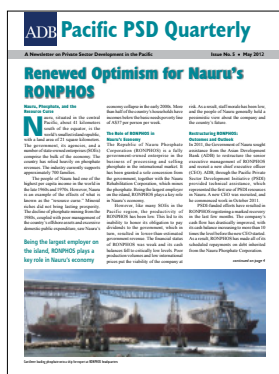 ADB Pacific PSD Quarterly
A Newsletter on Private Sector Development in the Pacific
Issue No. 5 • May 2012
Renewed Optimism for Nauru's
RONPHOS
Nauru, Phosphate, and the
Resource Curse
Nauru, situated in the central
Pacific, about 41 kilometers
south of the equator, is the
world's smallest island republic,
with a land area of 21 square kilometers.
The government, its agencies, and a
number of state-owned enterprises (SOEs)
comprise the bulk of the economy. The
country has relied heavily on phosphate
revenues. The industry currently supports
approximately 700 families.
The people of Nauru had one of the
highest per capita income in the world in
the late 1960s and 1970s. However, Nauru
is an example of the effects of what is
known as the "resource curse." Mineral
riches did not bring lasting prosperity.
The decline of phosphate mining from the
1980s, coupled with poor management of
the country's offshore assets and excessive
domestic public expenditure, saw Nauru's
Being the largest employer on
the island, RONPHOS plays a
key role in Nauru's economy
economy collapse in the early 2000s. More
than half of the country's households have
incomes below the basic needs poverty line
of A$37 per person per week.
The Role of RONPHOS in
Nauru's Economy
The Republic of Nauru Phosphate
Corporation (RONPHOS) is a fully
government-owned enterprise in the
business of processing and selling
phosphate in the international market. It
has been granted a sole concession from
the government, together with the Nauru
Rehabilitation Corporation, which mines
the phosphate. Being the largest employer
on the island, RONPHOS plays a key role
in Nauru's economy.
However, like many SOEs in the
Pacific region, the productivity of
RONPHOS has been low. This led to its
inability to honor its obligation to pay
dividends to the government, which in
turn, resulted in lower-than-estimated
government revenue. The financial status
of RONPHOS was weak and its cash
balances fell to critically low levels. Poor
production volumes and low international
prices put the viability of the company at
risk. As a result, staff morale has been low,
and the people of Nauru generally held a
pessimistic view about the company and
the country's future.
Restructuring RONPHOS:
Outcomes and Outlook
In 2011, the Government of Nauru sought
assistance from the Asian Development
Bank (ADB) to restructure the senior
executive management of RONPHOS
and recruit a new chief executive officer
(CEO). ADB, through the Pacific Private
Sector Development Initiative (PSDI)
provided technical assistance, which
represented the first use of PSDI resources
in Nauru. A new CEO was recruited, and
he commenced work in October 2011.
PSDI-funded efforts have resulted in
RONPHOS registering a marked recovery
in the last few months. The company's
cash flow has drastically improved, with
its cash balance increasing to more than 10
times the level before the new CEO started.
As a result, RONPHOS has made all of its
scheduled repayments on debt inherited
from the Nauru Phosphate Corporation.
continued on page 4